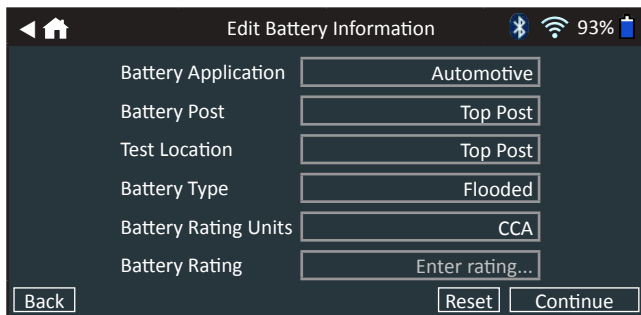 Edit Battery Information 93%
Battery Application Automotive
Battery Post Top Post
Test Location Top Post
Battery Type Flooded
Battery Rating Units CCA
Battery Rating Enter rating...
Back Reset Continue